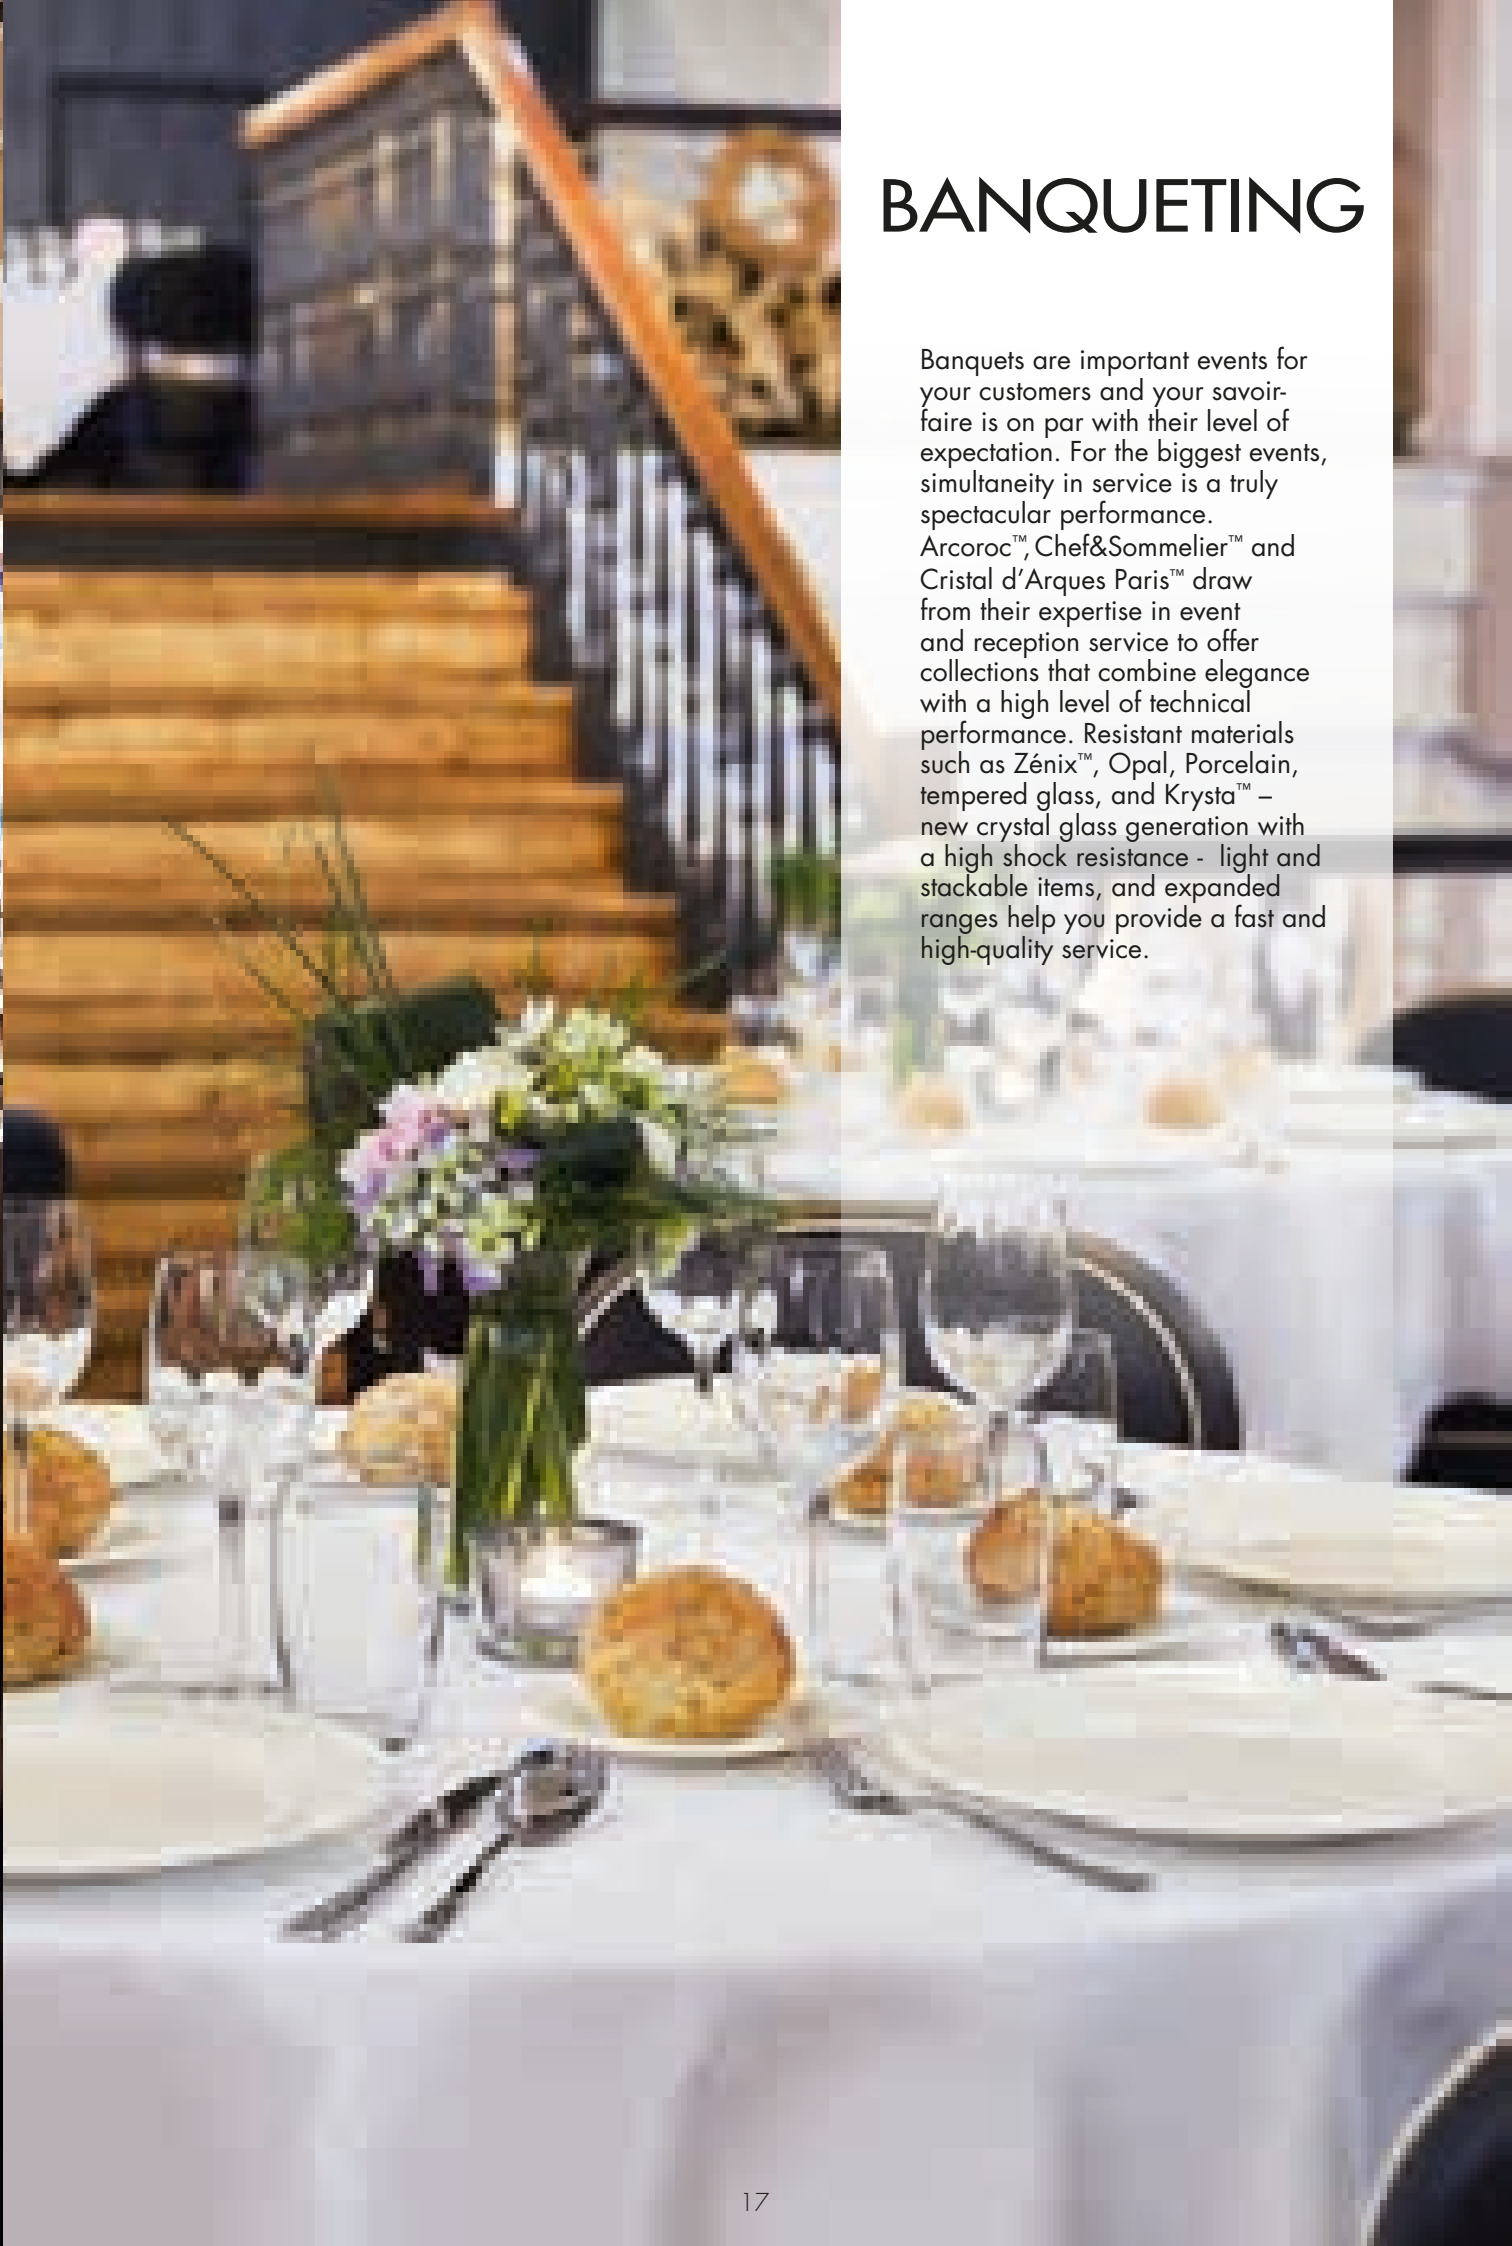 BANQUETING
Banquets are important events for
your customers and your savoir-
faire is on par with their level of
expectation. For the biggest events,
simultaneity in service is a truly
spectacular performance.
Arcoroc™, Chef&Sommelier™ and
Cristal d’Arques Paris™ draw
from their expertise in event
and reception service to offer
collections that combine elegance
with a high level of technical
performance. Resistant materials
such as Zénix™, Opal, Porcelain,
tempered glass, and Krysta™ –
new crystal glass generation with
a high shock resistance -  light and
stackable items, and expanded
ranges help you provide a fast and
high-quality service.
17